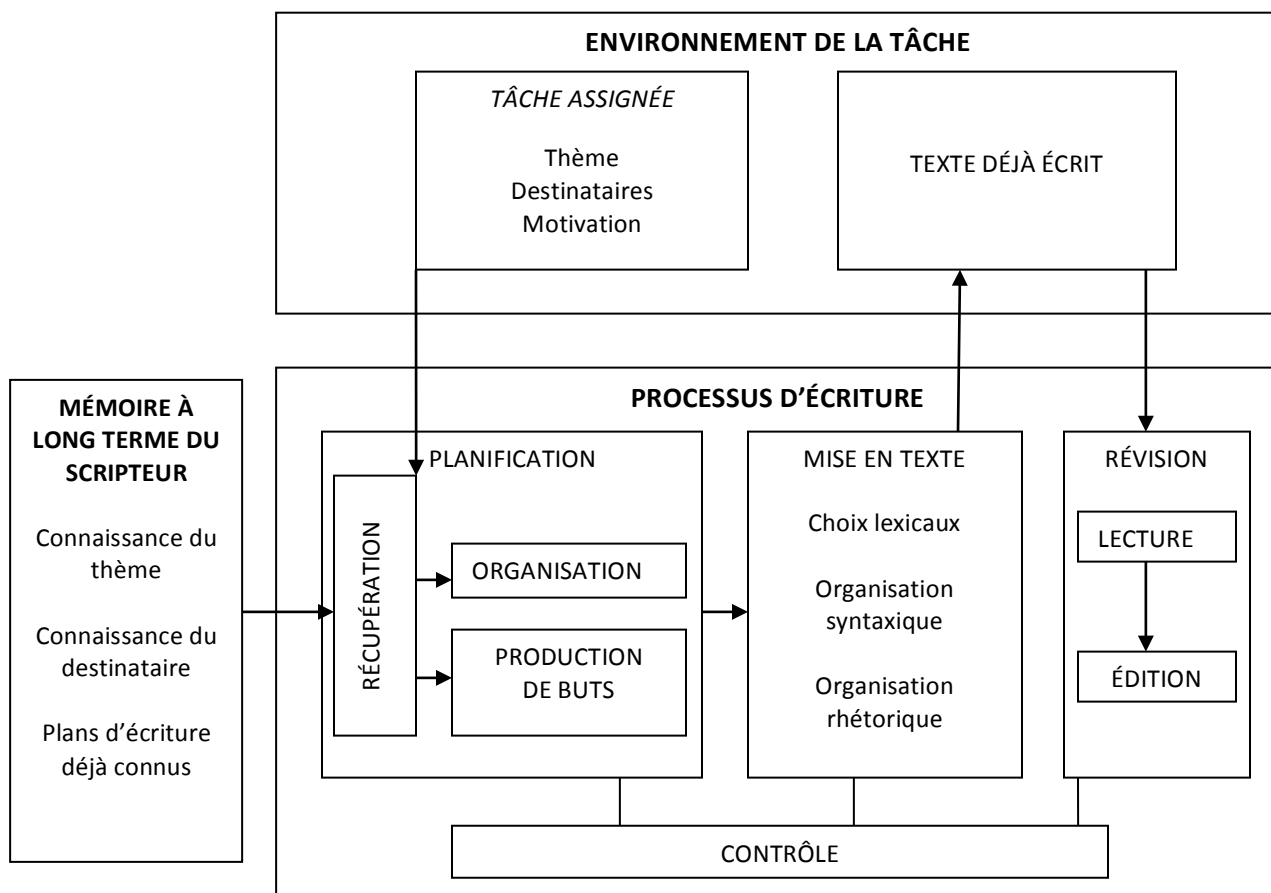 ENVIRONNEMENT DE LA TÂCHE
TÂCHE ASSIGNÉE
Thème
Destinataires
Motivation
TEXTE DÉJÀ ÉCRIT
MÉMOIRE À
LONG TERME DU
SCRIPTEUR
Connaissance du
thème
Connaissance du
destinataire
Plans d'écriture
déjà connus
PROCESSUS D’ÉCRITURE
PLANIFICATION
RÉCUPÉRATION
ORGANISATION
PRODUCTION
DE BUTS
MISE EN TEXTE
Choix lexicaux
Organisation
syntaxique
Organisation
rhétorique
RÉVISION
LECTURE
ÉDITION
CONTRÔLE